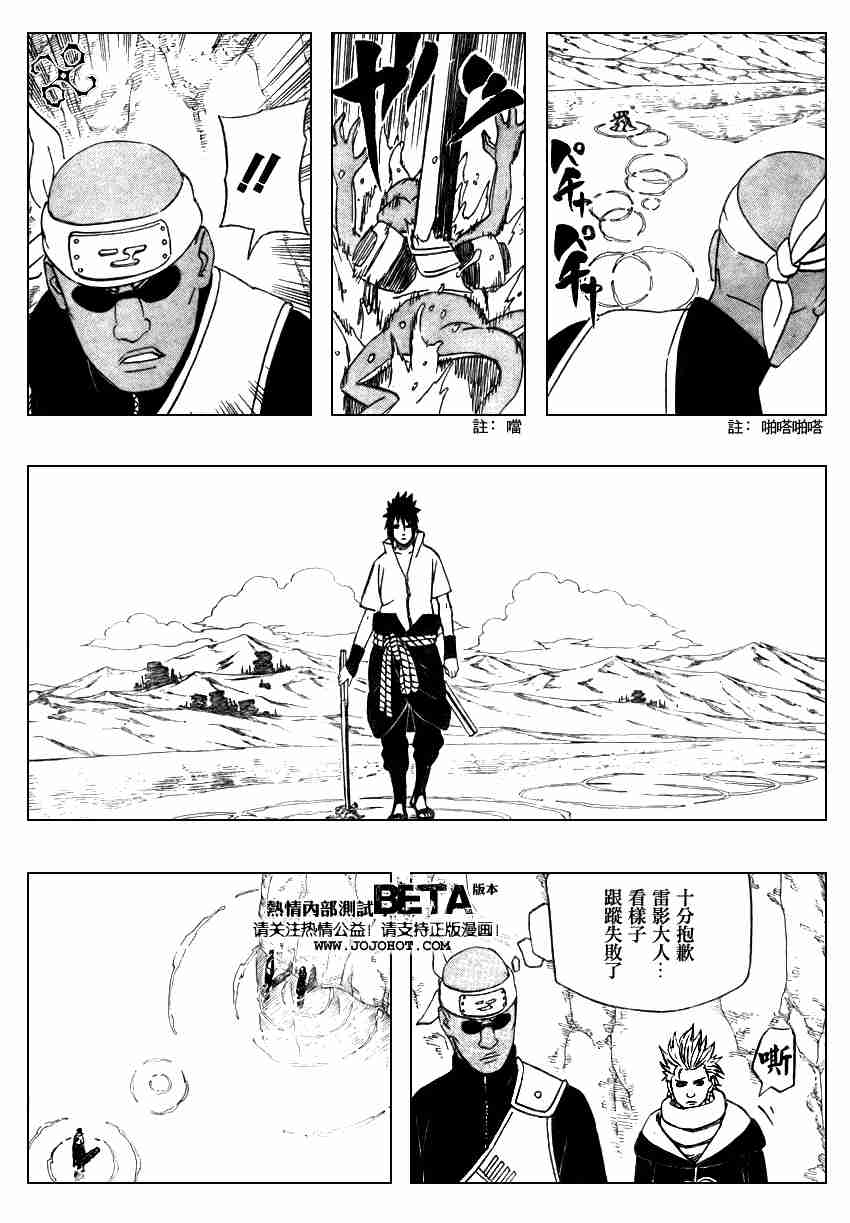 パチャ
パチャ
ザッ
!!
註：啪嗒啪嗒
註：噹
十分抱歉
雷影大人…
看樣子
跟蹤失敗了
嘶
熱情內部測試BETA版本
请关注热情公益！请支持正版漫画！
WWW.JOJOHOT.COM